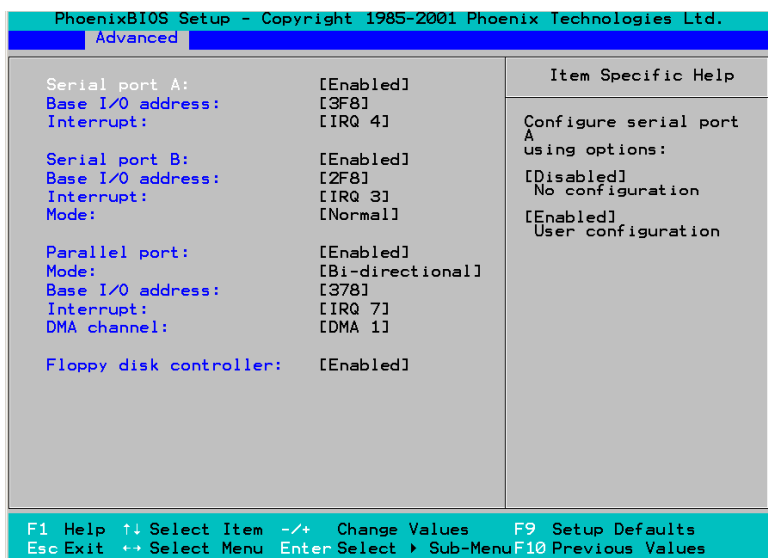 PhoenixBIOS Setup - Copyright 1985-2001 Phoenix Technologies Ltd.
Advanced
Serial port A: [Enabled]
Base I/O address: [3F8]
Interrupt: [IRQ 4]
Serial port B: [Enabled]
Base I/O address: [2F8]
Interrupt: [IRQ 3]
Mode: [Normal]
Parallel port: [Enabled]
Mode: [Bi-directional]
Base I/O address: [378]
Interrupt: [IRQ 7]
DMA channel: [DMA 1]
Floppy disk controller: [Enabled]
Item Specific Help
Configure serial port
A
using options:
[Disabled]
No configuration
[Enabled]
User configuration
F1 Help ↑↓ Select Item -/+ Change Values F9 Setup Defaults
Esc Exit ↔ Select Menu Enter Select ▸ Sub-Menu F10 Previous Values